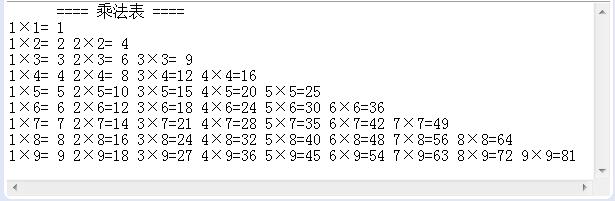 ==== 乘法表 ====
1×1= 1
1×2= 2 2×2= 4
1×3= 3 2×3= 6 3×3= 9
1×4= 4 2×4= 8 3×4=12 4×4=16
1×5= 5 2×5=10 3×5=15 4×5=20 5×5=25
1×6= 6 2×6=12 3×6=18 4×6=24 5×6=30 6×6=36
1×7= 7 2×7=14 3×7=21 4×7=28 5×7=35 6×7=42 7×7=49
1×8= 8 2×8=16 3×8=24 4×8=32 5×8=40 6×8=48 7×8=56 8×8=64
1×9= 9 2×9=18 3×9=27 4×9=36 5×9=45 6×9=54 7×9=63 8×9=72 9×9=81